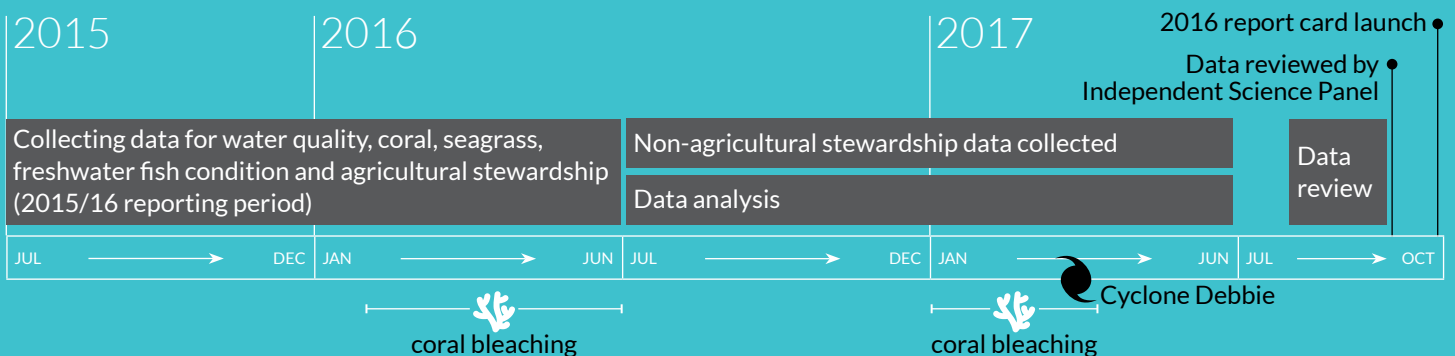 2015
2016
2017
2016 report card launch
Data reviewed by
Independent Science Panel
Collecting data for water quality, coral, seagrass,
freshwater fish condition and agricultural stewardship
(2015/16 reporting period)
Non-agricultural stewardship data collected
Data analysis
Data
review
JUL
DEC
JAN
JUN
JUL
DEC
JAN
JUN
JUL
OCT
Cyclone Debbie
coral bleaching
coral bleaching